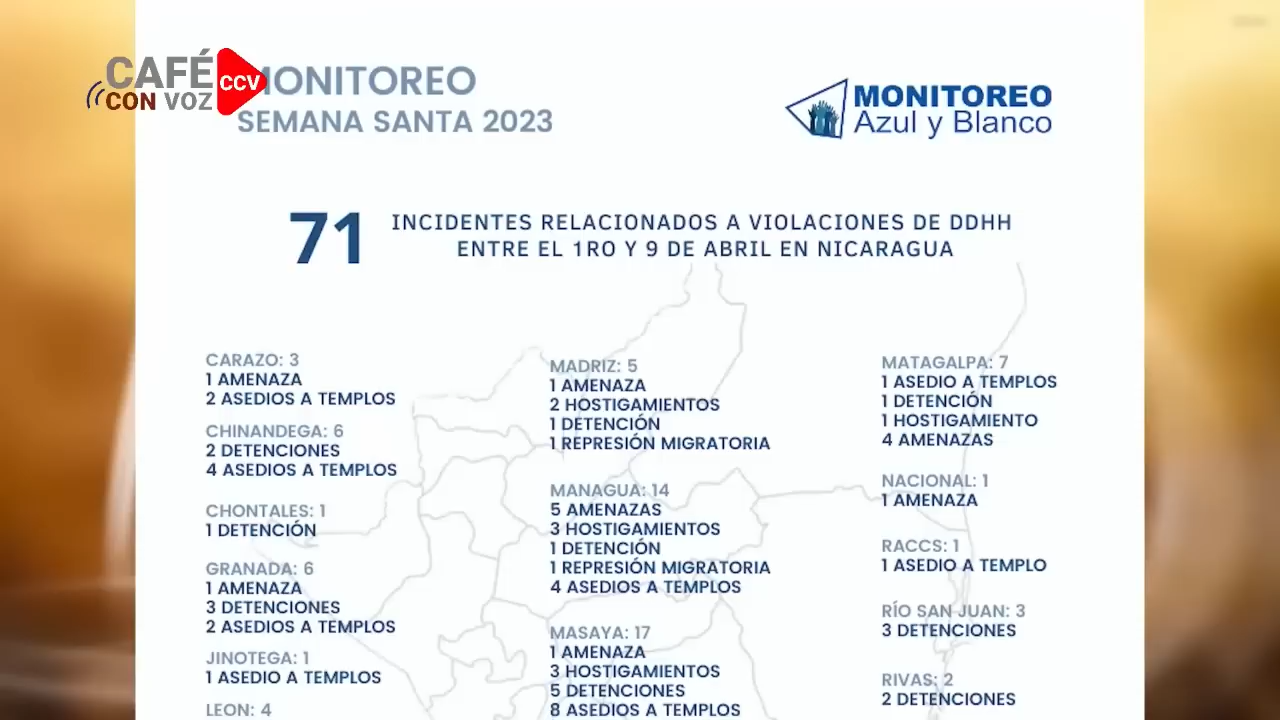 CAFÉ
CON VOZ
CCV
MONITOREO
SEMANA SANTA 2023
MONITOREO
Azul y Blanco
71
INCIDENTES RELACIONADOS A VIOLACIONES DE DDHH
ENTRE EL 1RO Y 9 DE ABRIL EN NICARAGUA
CARAZO: 3
1 AMENAZA
2 ASEDIOS A TEMPLOS
CHINANDEGA: 6
2 DETENCIONES
4 ASEDIOS A TEMPLOS
CHONTALES: 1
1 DETENCIÓN
GRANADA: 6
1 AMENAZA
3 DETENCIONES
2 ASEDIOS A TEMPLOS
JINOTEGA: 1
1 ASEDIO A TEMPLOS
LEON: 4
MADRIZ: 5
1 AMENAZA
2 HOSTIGAMIENTOS
1 DETENCIÓN
1 REPRESIÓN MIGRATORIA
MANAGUA: 14
5 AMENAZAS
3 HOSTIGAMIENTOS
1 DETENCIÓN
1 REPRESIÓN MIGRATORIA
4 ASEDIOS A TEMPLOS
MASAYA: 17
1 AMENAZA
3 HOSTIGAMIENTOS
5 DETENCIONES
8 ASEDIOS A TEMPLOS
MATAGALPA: 7
1 ASEDIO A TEMPLOS
1 DETENCIÓN
1 HOSTIGAMIENTO
4 AMENAZAS
NACIONAL: 1
1 AMENAZA
RACCS: 1
1 ASEDIO A TEMPLO
RÍO SAN JUAN: 3
3 DETENCIONES
RIVAS: 2
2 DETENCIONES